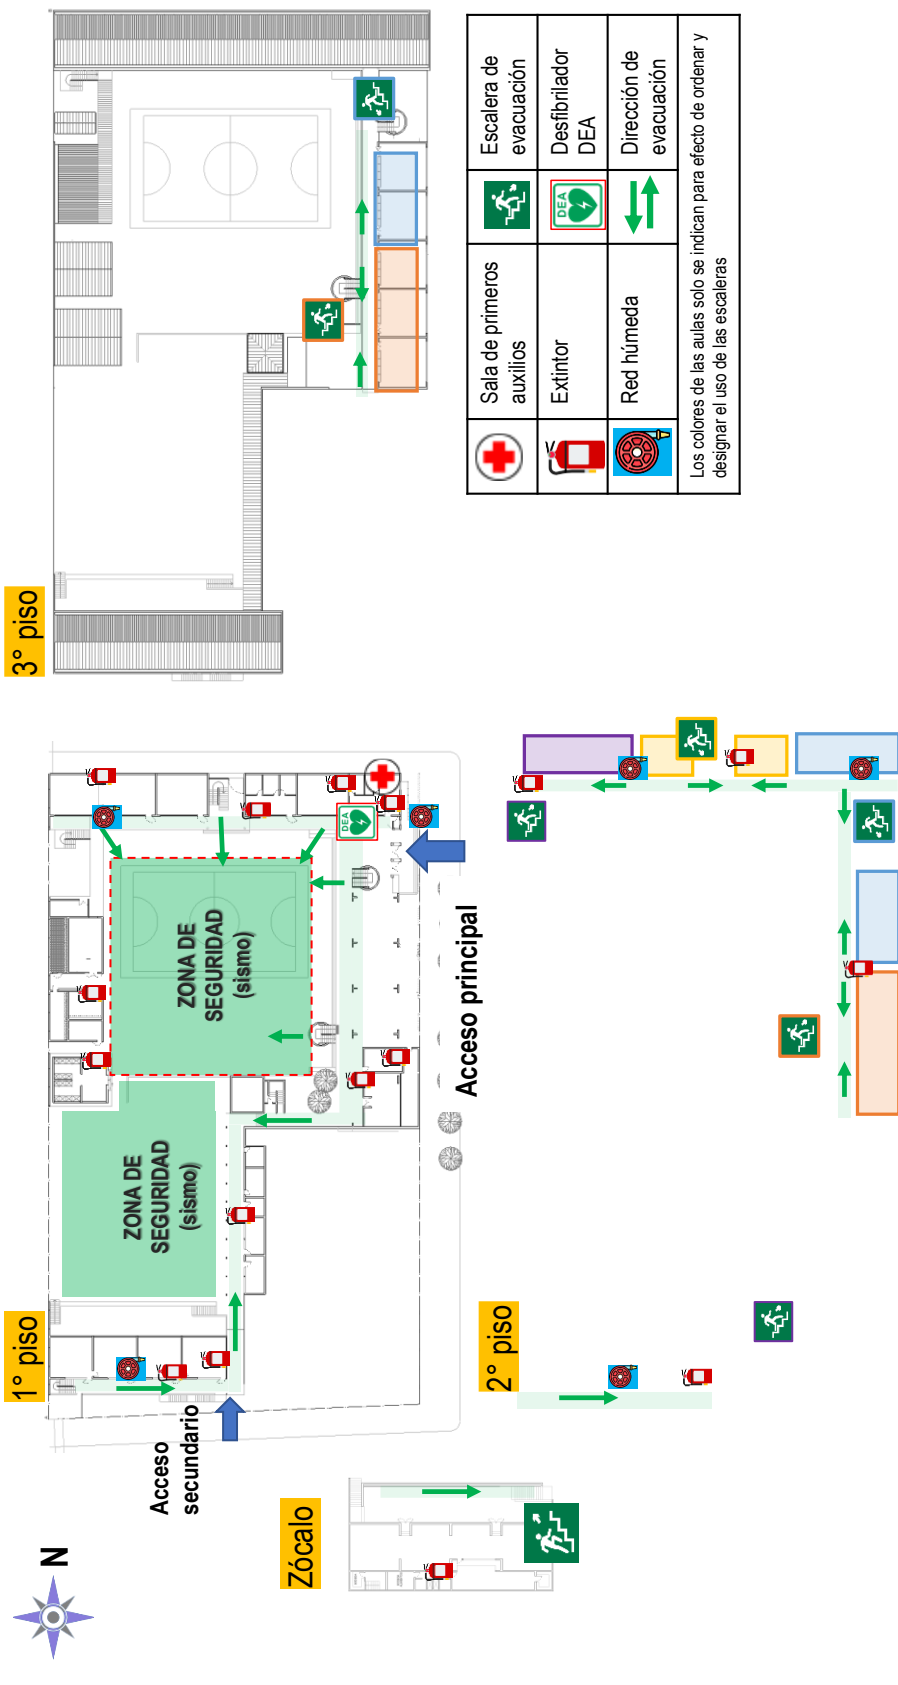 N
Zócalo
Acceso
secundario
1° piso
ZONA DE
SEGURIDAD
(sismo)
ZONA DE
SEGURIDAD
(sismo)
DEA
Acceso principal
2° piso
3° piso
Sala de primeros
auxilios
Escalera de
evacuación
Extintor
DEA
Desfibrilador
DEA
Red húmeda
Dirección de
evacuación
Los colores de las aulas solo se indican para efecto de ordenar y
designar el uso de las escaleras